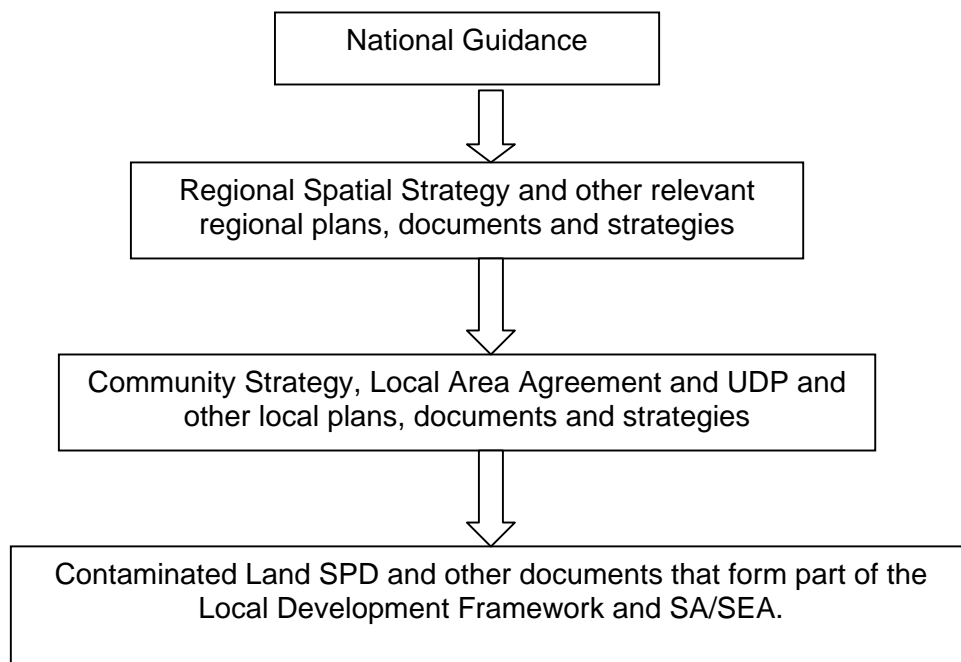 National Guidance
Regional Spatial Strategy and other relevant
regional plans, documents and strategies
Community Strategy, Local Area Agreement and UDP and
other local plans, documents and strategies
Contaminated Land SPD and other documents that form part of the
Local Development Framework and SA/SEA.